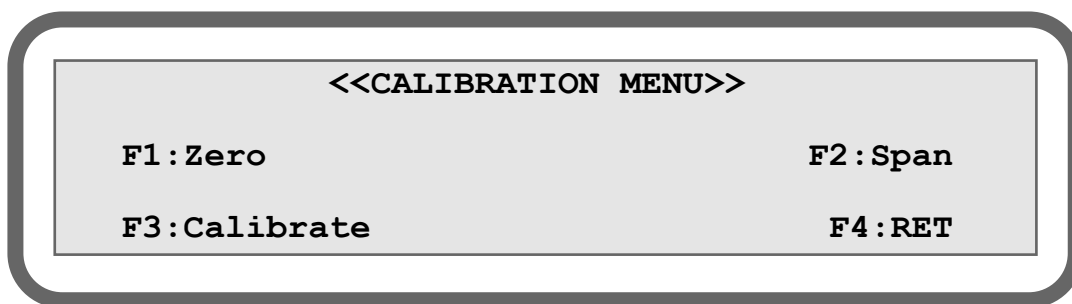 <<CALIBRATION MENU>>
F1:Zero F2:Span
F3:Calibrate F4:RET